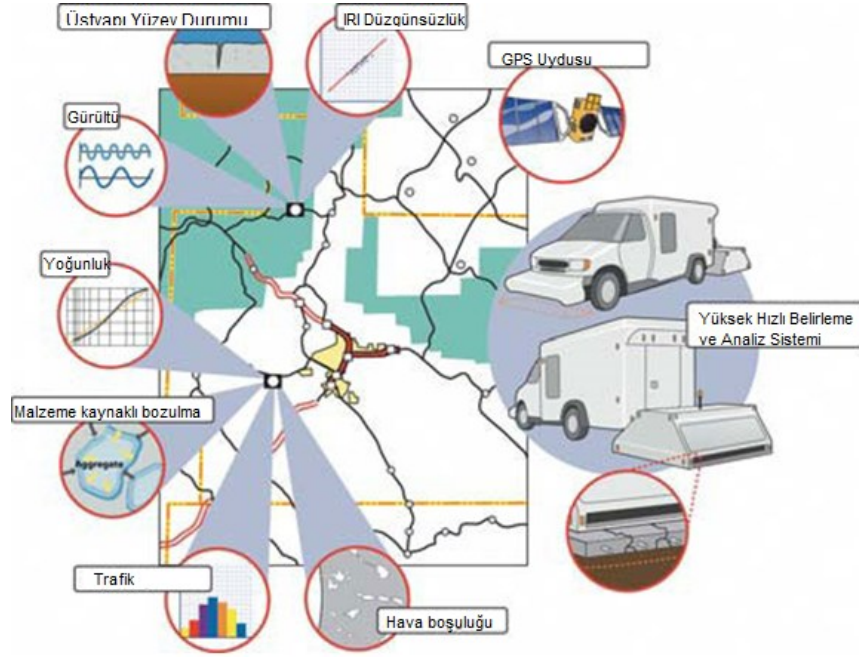 Üstyapı Yüzey Durumu
IRI Düzgünsüzlük
GPS Uydusu
Gürültü
Yoğunluk
Yüksek Hızlı Belirleme
ve Analiz Sistemi
Malzeme kaynaklı bozulma
Aggregate
Trafik
Hava boşuluğu